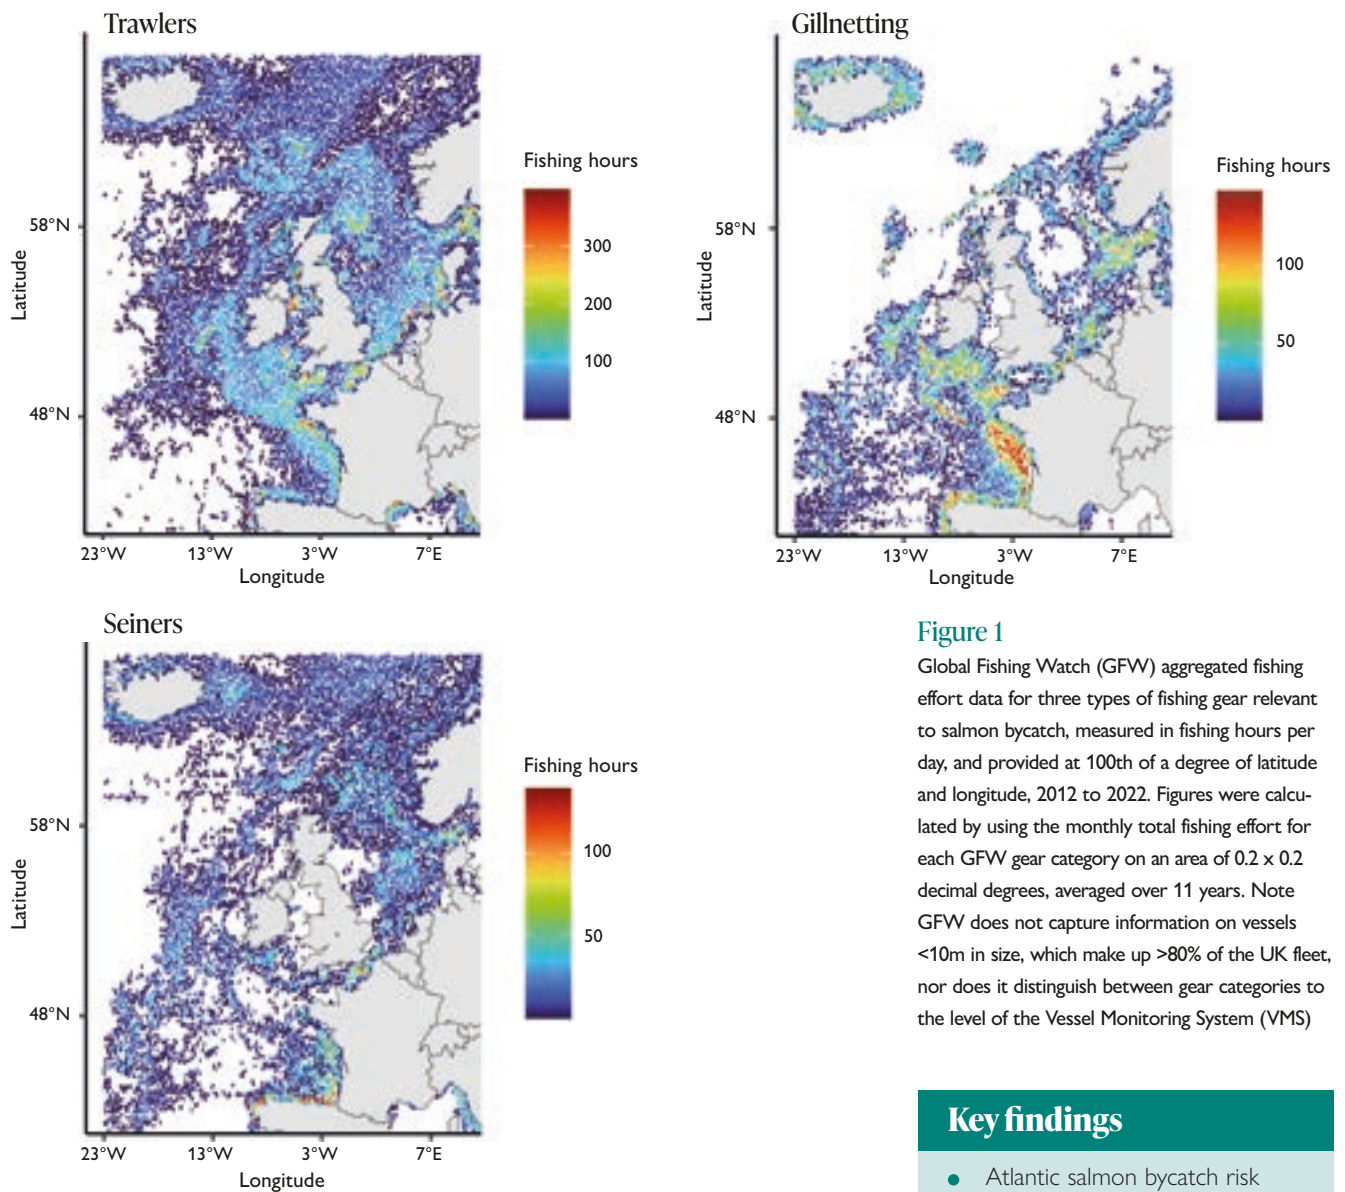 Trawlers
Fishing hours
300
200
100
58°N
48°N
Latitude
23°W 13°W 3°W 7°E
Longitude
Gillnetting
Fishing hours
100
50
58°N
48°N
Latitude
23°W 13°W 3°W 7°E
Longitude
Seiners
Fishing hours
100
50
58°N
48°N
Latitude
23°W 13°W 3°W 7°E
Longitude
Figure 1
Global Fishing Watch (GFW) aggregated fishing
effort data for three types of fishing gear relevant
to salmon bycatch, measured in fishing hours per
day, and provided at 100th of a degree of latitude
and longitude, 2012 to 2022. Figures were calcu-
lated by using the monthly total fishing effort for
each GFW gear category on an area of 0.2 x 0.2
decimal degrees, averaged over 11 years. Note
GFW does not capture information on vessels
<10m in size, which make up >80% of the UK fleet,
nor does it distinguish between gear categories to
the level of the Vessel Monitoring System (VMS)
Key findings
• Atlantic salmon bycatch risk